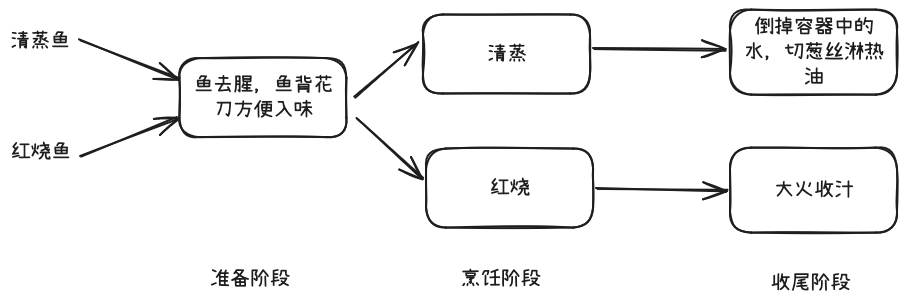 清蒸鱼
红烧鱼
鱼去腥，鱼背花
刀方便入味
清蒸
红烧
倒掉容器中的
水，切葱丝淋热
油
大火收汁
准备阶段
烹饪阶段
收尾阶段